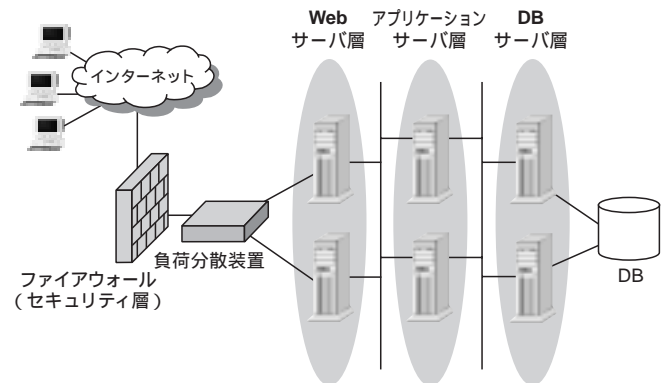 Web
サーバ層
アプリケーション
サーバ層
DB
サーバ層
インターネット
負荷分散装置
ファイアウォール
(セキュリティ層)
DB